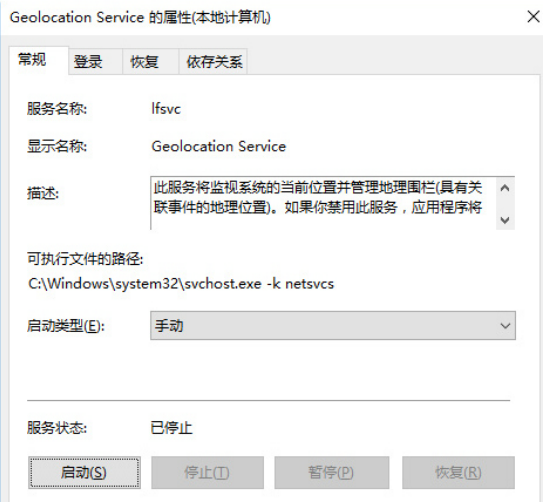 Geolocation Service 的属性(本地计算机)
常规 登录 恢复 依存关系
服务名称: lfsvc
显示名称: Geolocation Service
描述: 此服务将监视系统的当前位置并管理地理围栏(具有关
联事件的地理位置)。如果你禁用此服务，应用程序将
可执行文件的路径:
C:\Windows\system32\svchost.exe -k netsvcs
启动类型(E): 手动
服务状态: 已停止
启动(S) 停止(T) 暂停(P) 恢复(R)